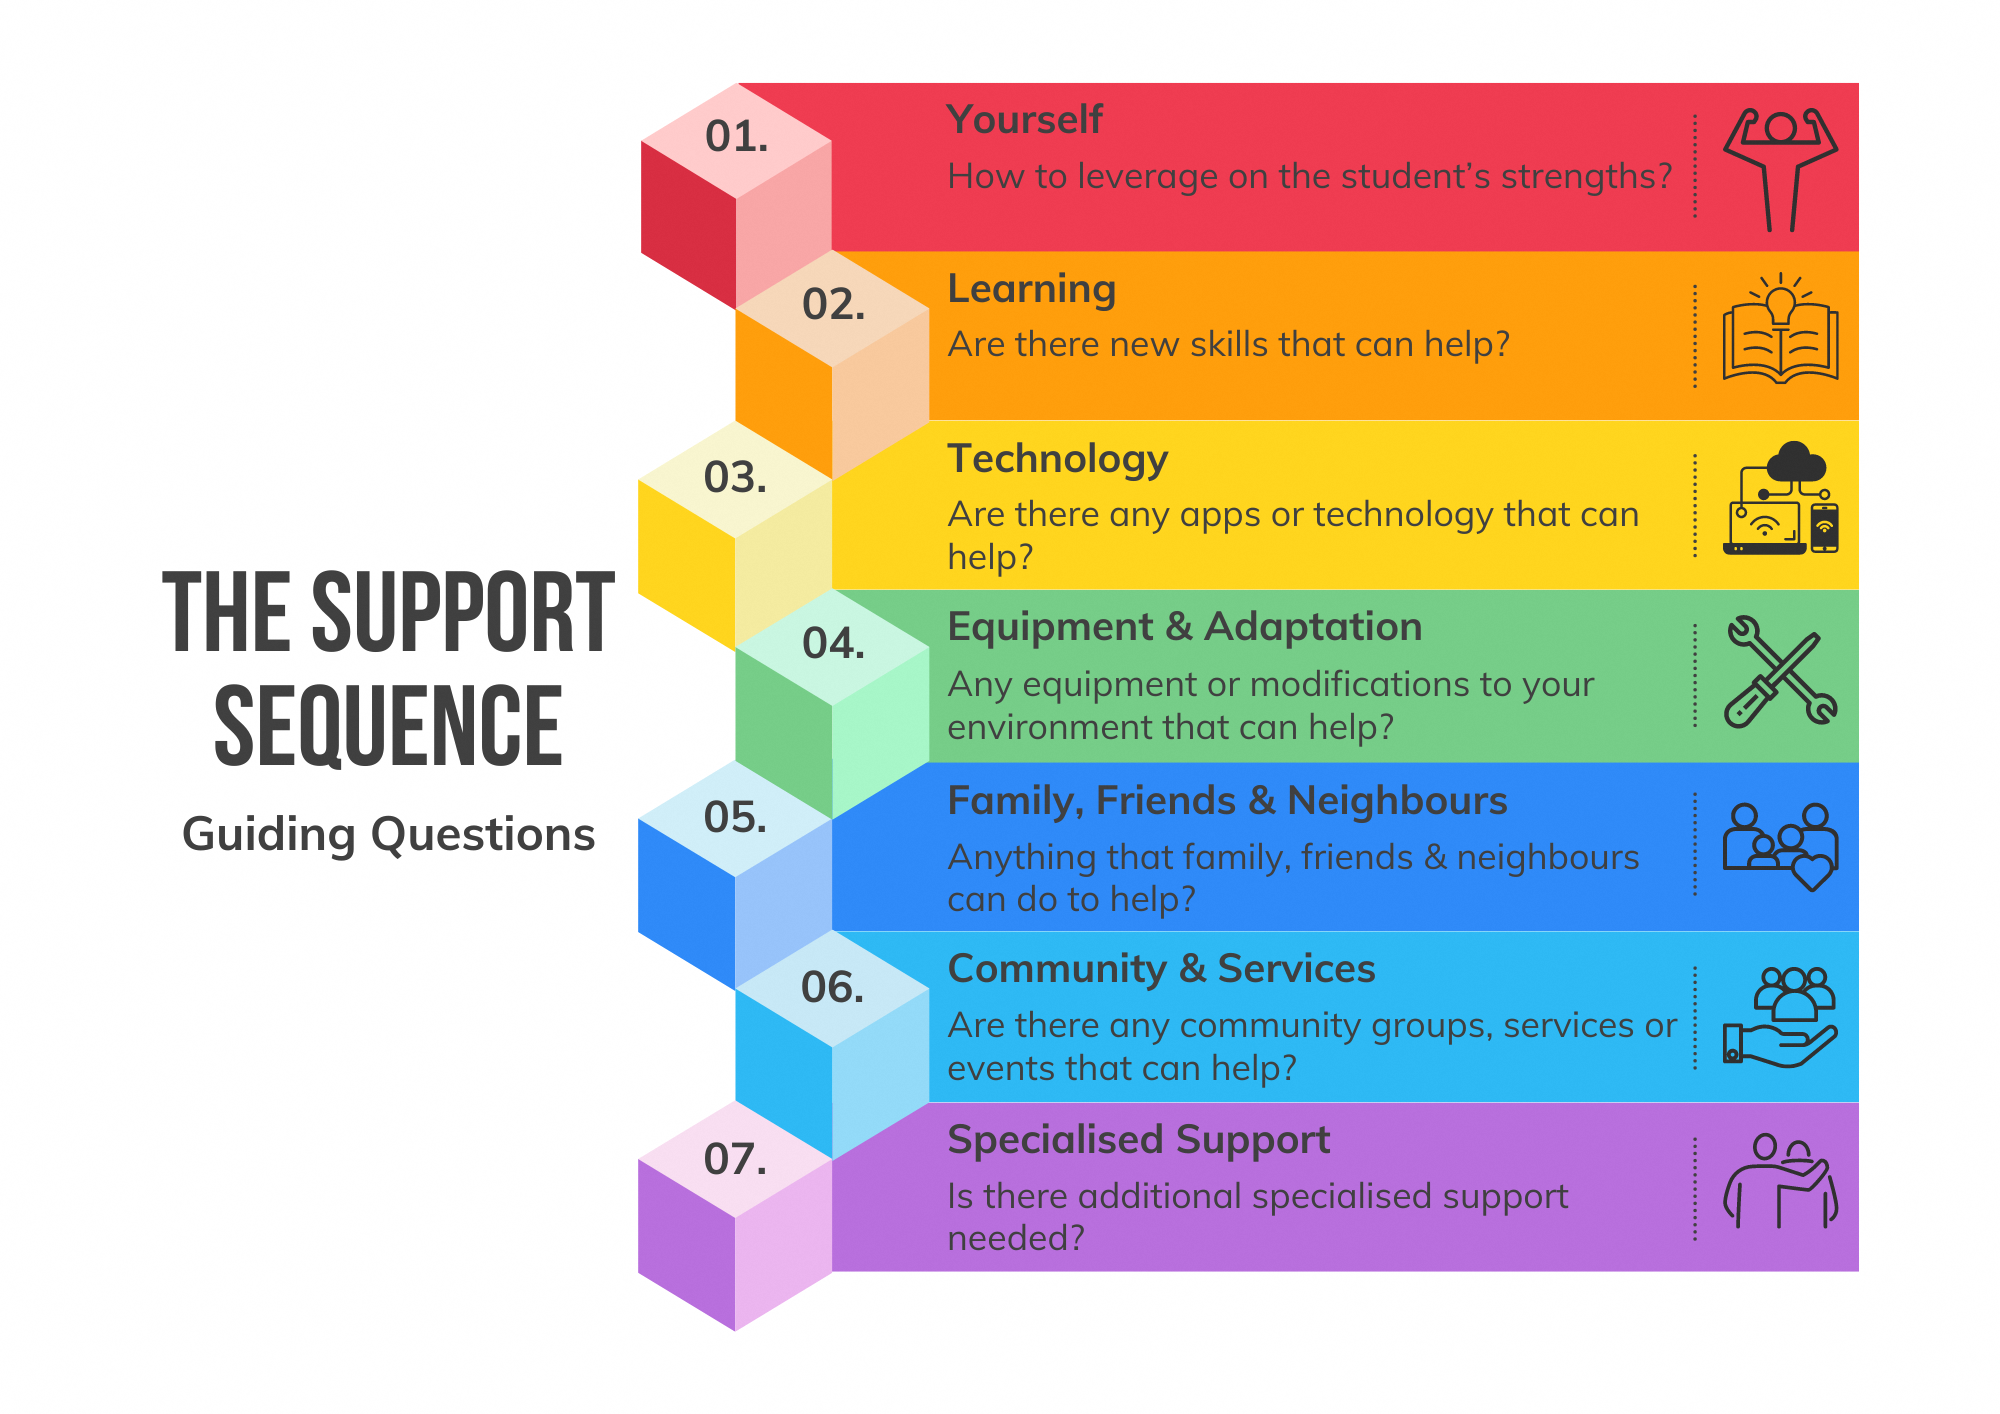 THE SUPPORT
SEQUENCE
Guiding Questions
01.
Yourself
How to leverage on the student’s strengths?
02.
Learning
Are there new skills that can help?
03.
Technology
Are there any apps or technology that can
help?
04.
Equipment & Adaptation
Any equipment or modifications to your
environment that can help?
05.
Family, Friends & Neighbours
Anything that family, friends & neighbours
can do to help?
06.
Community & Services
Are there any community groups, services or
events that can help?
07.
Specialised Support
Is there additional specialised support
needed?